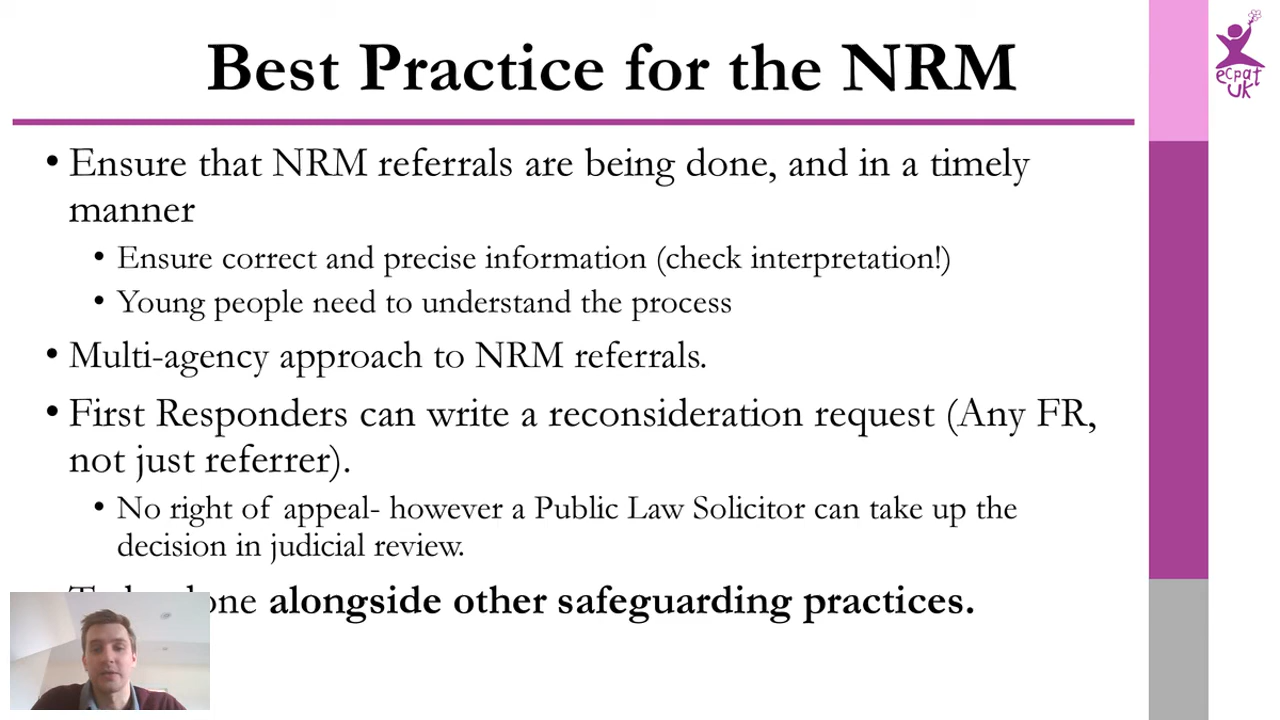 Best Practice for the NRM
ecpat
UK
• Ensure that NRM referrals are being done, and in a timely
manner
• Ensure correct and precise information (check interpretation!)
• Young people need to understand the process
• Multi-agency approach to NRM referrals.
• First Responders can write a reconsideration request (Any FR,
not just referrer).
• No right of appeal- however a Public Law Solicitor can take up the
decision in judicial review.
alongside other safeguarding practices.